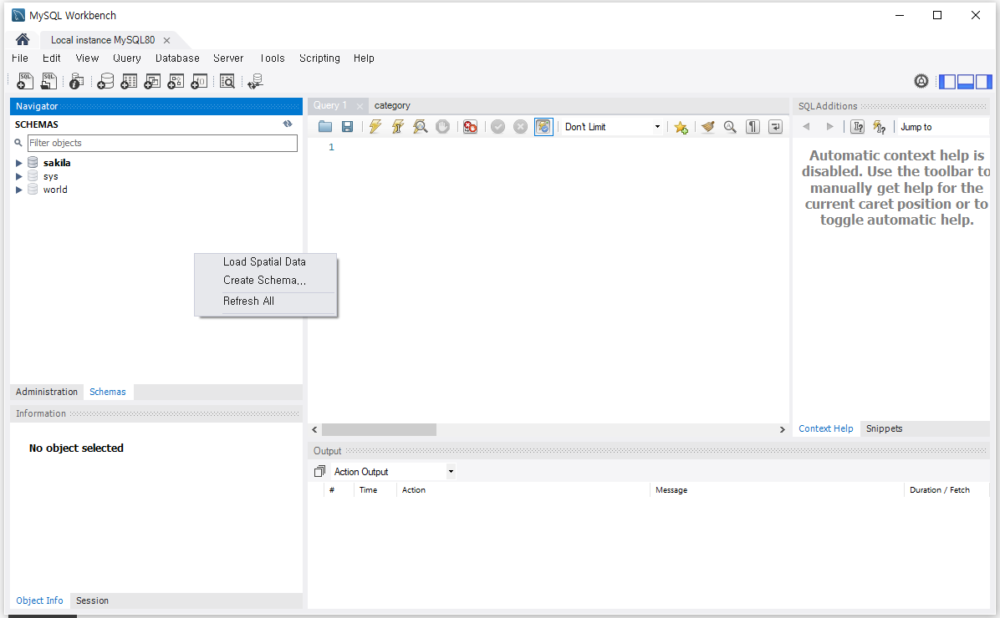 MySQL Workbench
Local instance MySQL80
File Edit View Query Database Server Tools Scripting Help
Navigator
SCHEMAS
Filter objects
sakila
sys
world
Load Spatial Data
Create Schema...
Refresh All
Administration Schemas
Information
No object selected
Object Info Session
Query 1 category
Don't Limit
1
Output
Action Output
# Time Action Message Duration / Fetch
SQLAdditions
Jump to
Automatic context help is
disabled. Use the toolbar to
manually get help for the
current caret position or to
toggle automatic help.
Context Help Snippets